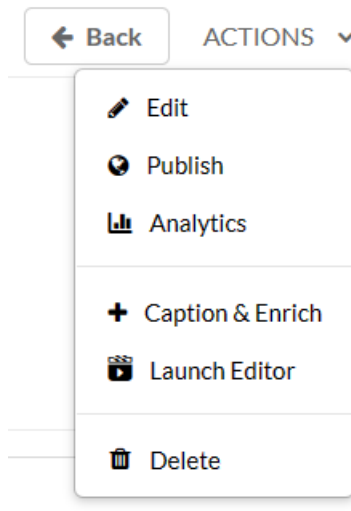 Back ACTIONS
Edit
Publish
Analytics
Caption & Enrich
Launch Editor
Delete